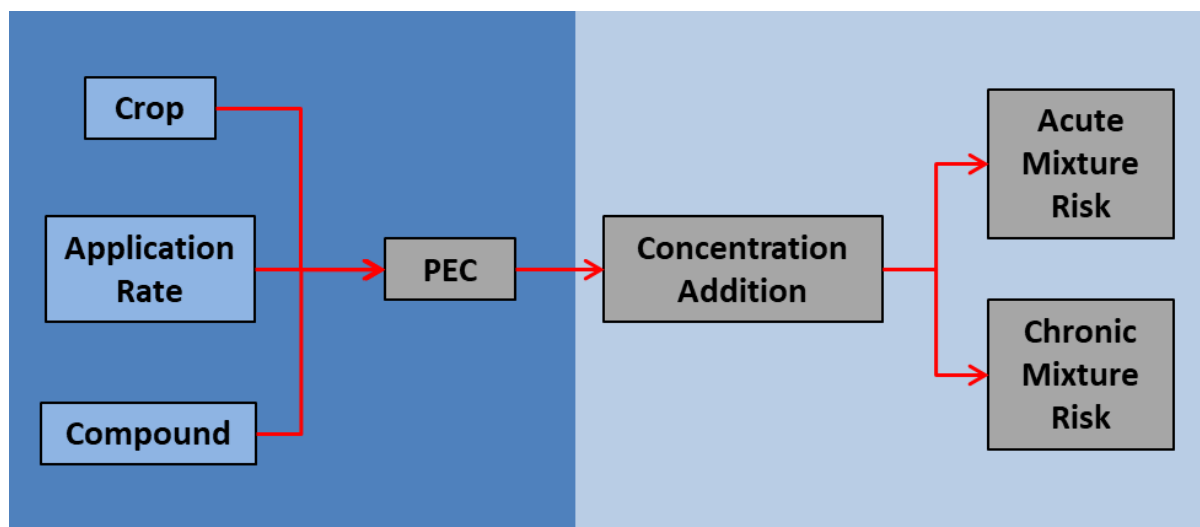 Crop
Application
Rate
Compound
PEC
Concentration
Addition
Acute
Mixture
Risk
Chronic
Mixture
Risk